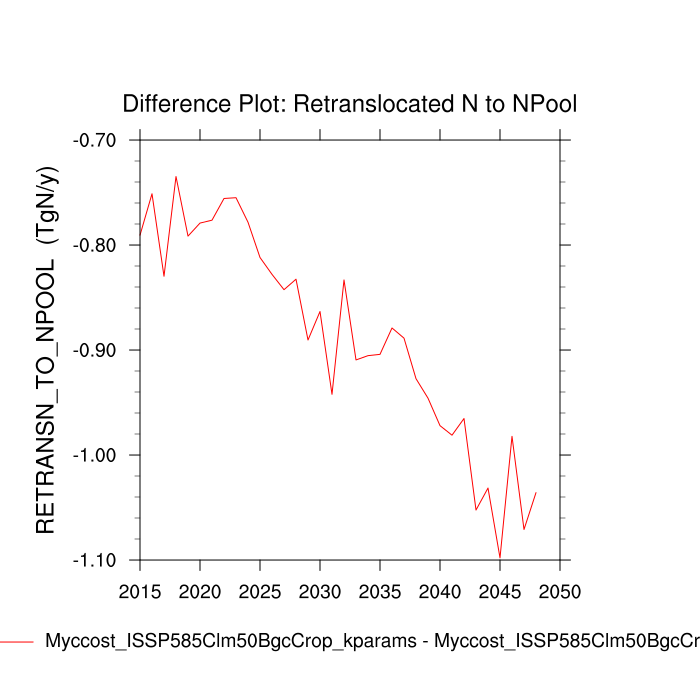 Difference Plot: Retranslocated N to NPool
RETRANSN_TO_NPOOL (TgN/y)
-0.70
-0.80
-0.90
-1.00
-1.10
2015 2020 2025 2030 2035 2040 2045 2050
Myccost_ISSP585Clm50BgcCrop_kparams - Myccost_ISSP585Clm50BgcCr